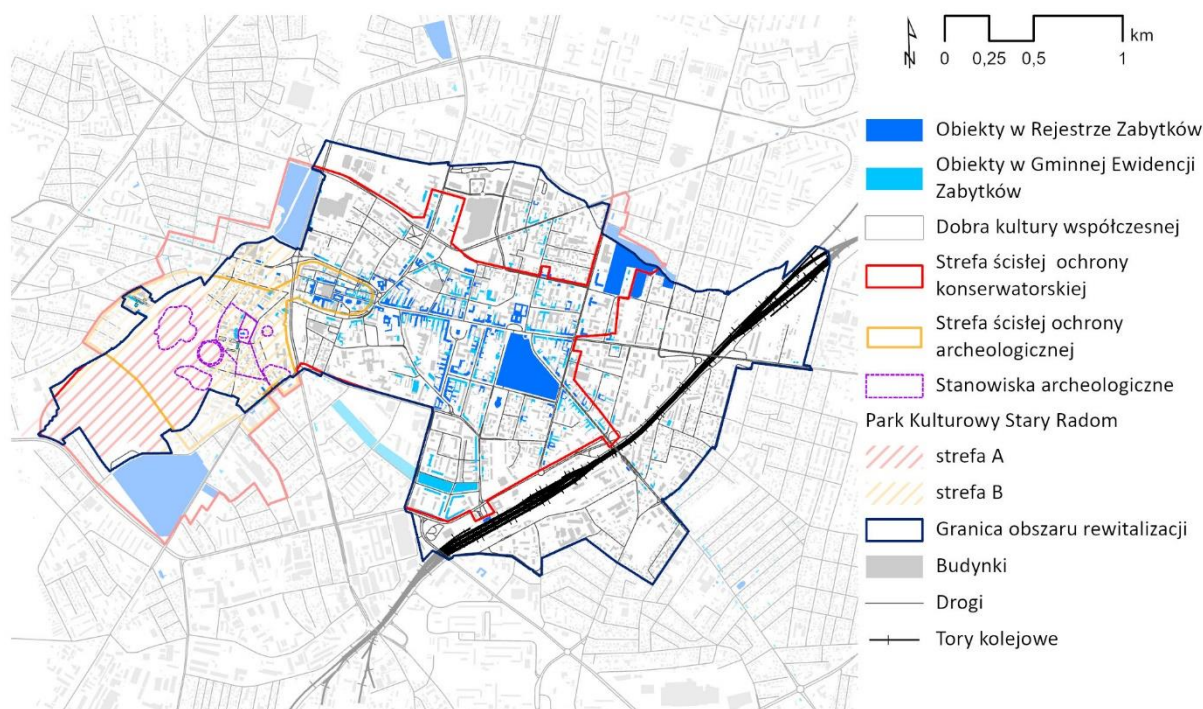 N
km
0 0,25 0,5 1
Obiekty w Rejestrze Zabytków
Obiekty w Gminnej Ewidencji
Zabytków
Dobra kultury współczesnej
Strefa ścisłej ochrony
konserwatorskiej
Strefa ścisłej ochrony
archeologicznej
Stanowiska archeologiczne
Park Kulturowy Stary Radom
strefa A
strefa B
Granica obszaru rewitalizacji
Budynki
Drogi
Tory kolejowe